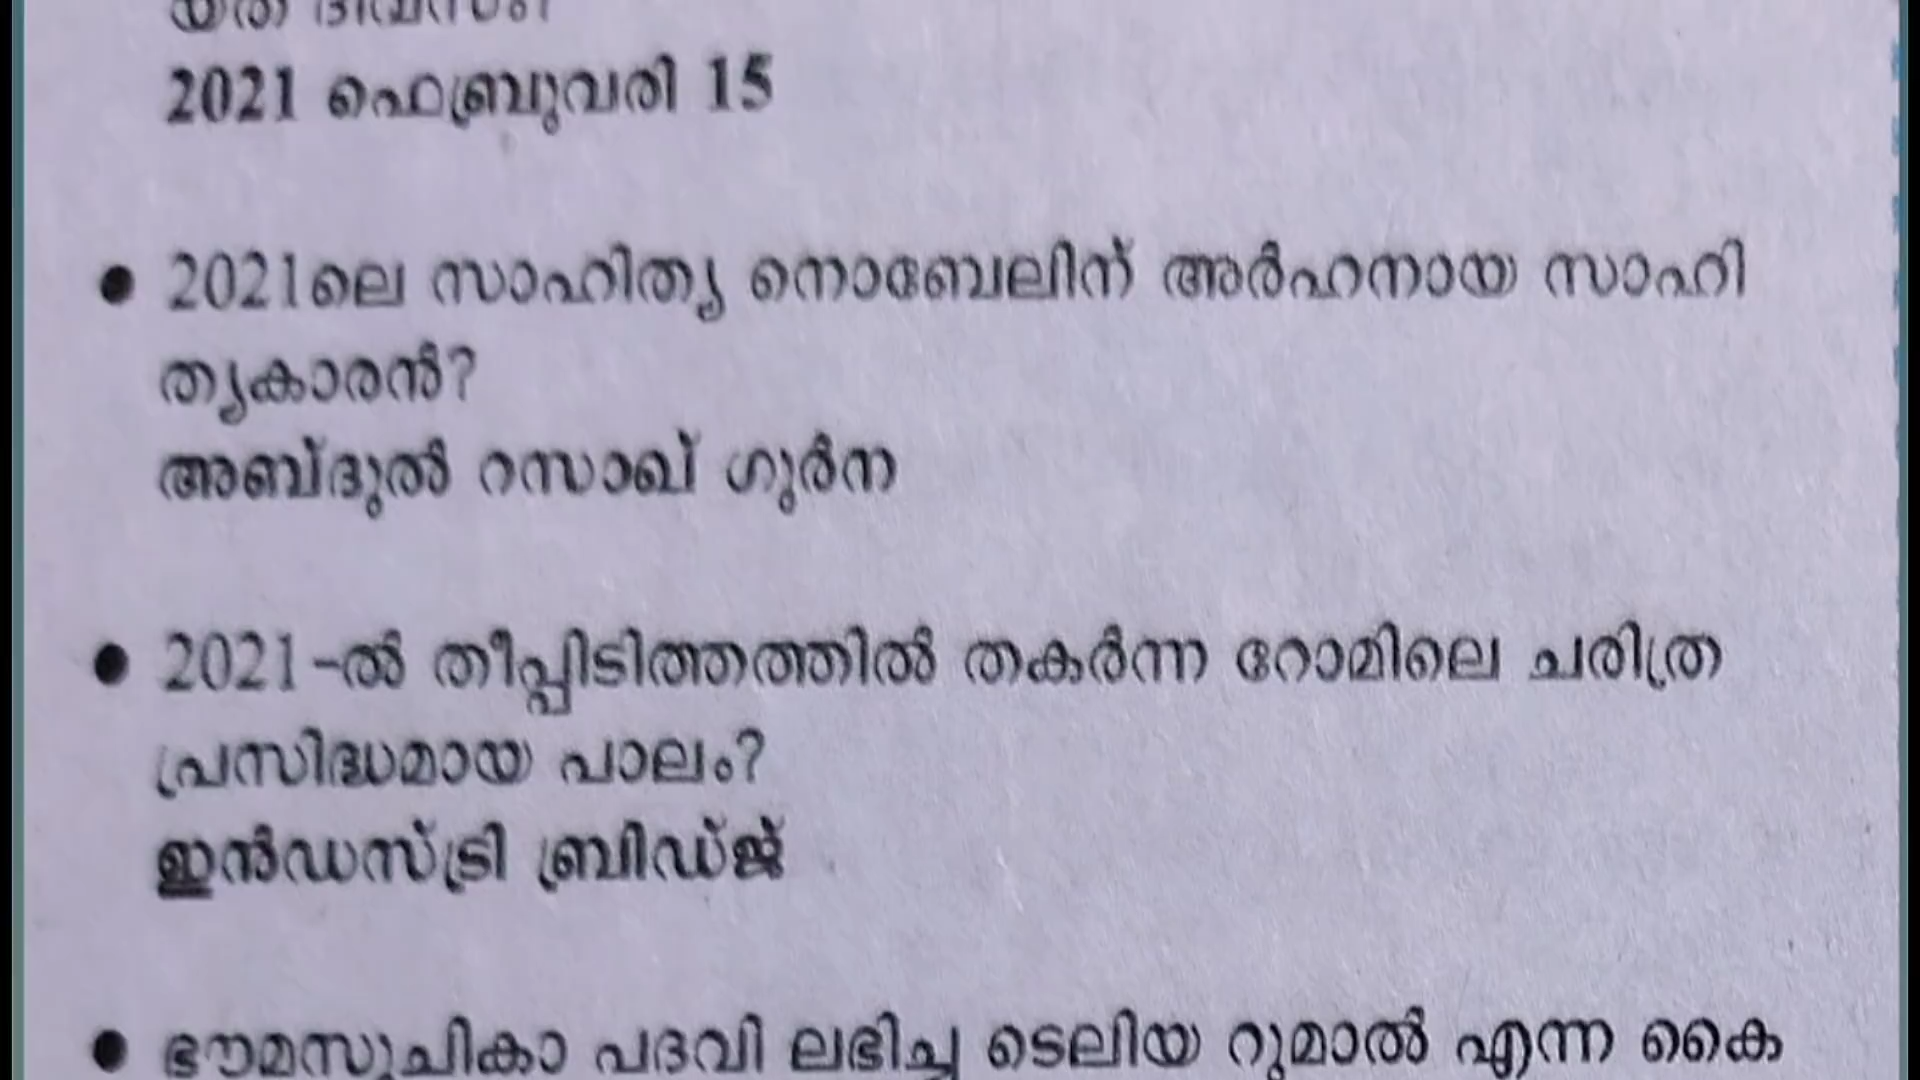 2021 ഫെബ്രുവരി 15
● 2021ലെ സാഹിത്യ നൊബേലിന് അർഹനായ സാഹി
ത്യകാരൻ?
അബ്ദുൽ റസാഖ് ഗുർന
● 2021-ൽ തീപ്പിടിത്തത്തിൽ തകർന്ന റോമിലെ ചരിത്ര
പ്രസിദ്ധമായ പാലം?
ഇൻഡസ്ട്രി ബ്രിഡ്ജ്
● ഭൗമസൂചികാ പദവി ലഭിച്ച ടെലിയ റുമാൽ എന്ന കൈ